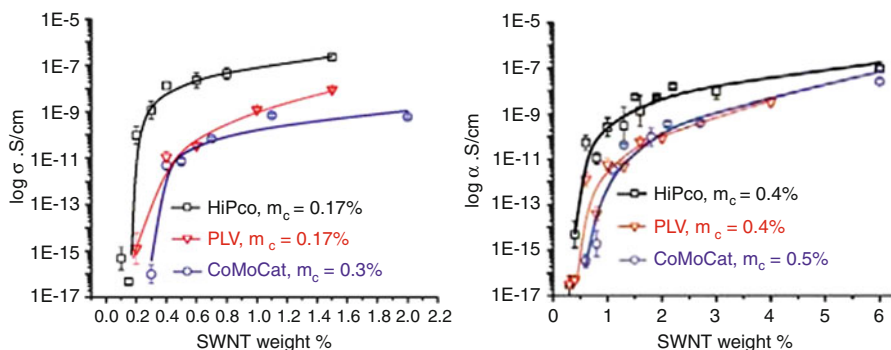 log σ .S/cm
1E-5
1E-7
1E-9
1E-11
1E-13
1E-15
1E-17
HiPco, m c = 0.17%
PLV, m c = 0.17%
CoMoCat, m c = 0.3%
0.0 0.2 0.4 0.6 0.8 1.0 1.2 1.4 1.6 1.8 2.0 2.2
SWNT weight %
log α .S/cm
1E-5
1E-7
1E-9
1E-11
1E-13
1E-15
1E-17
HiPco, m c = 0.4%
PLV, m c = 0.4%
CoMoCat, m c = 0.5%
0 1 2 3 4 5 6
SWNT weight %